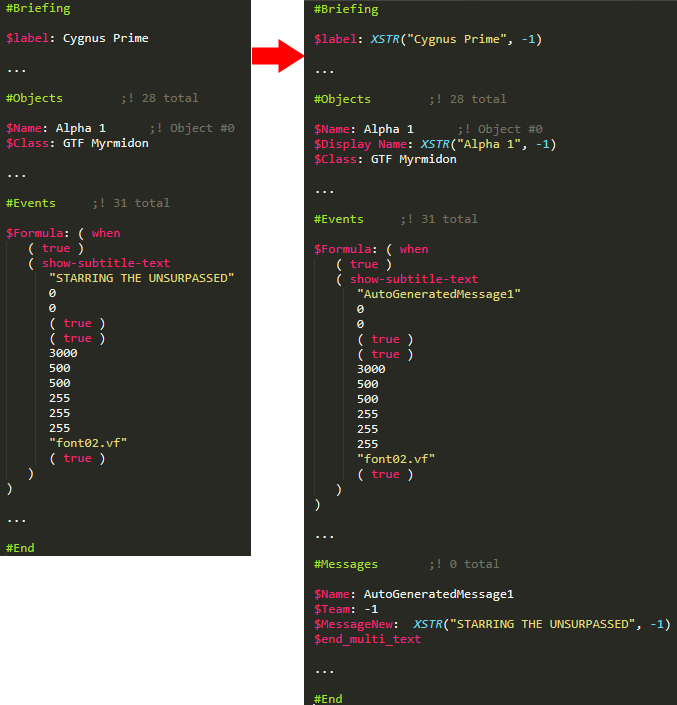 #Briefing
$label: Cygnus Prime
...
#Objects ;! 28 total
$Name: Alpha 1 ;! Object #0
$Class: GTF Myrmidon
...
#Events ;! 31 total
$Formula: ( when
( true )
( show-subtitle-text
"STARRING THE UNSURPASSED"
0
0
( true )
( true )
3000
500
500
255
255
255
"font02.vf"
( true )
)
)
...
#End
#Briefing
$label: XSTR("Cygnus Prime", -1)
...
#Objects ;! 28 total
$Name: Alpha 1 ;! Object #0
$Display Name: XSTR("Alpha 1", -1)
$Class: GTF Myrmidon
...
#Events ;! 31 total
$Formula: ( when
( true )
( show-subtitle-text
"AutoGeneratedMessage1"
0
0
( true )
( true )
3000
500
500
255
255
255
"font02.vf"
( true )
)
)
...
#Messages ;! 0 total
$Name: AutoGeneratedMessage1
$Team: -1
$MessageNew: XSTR("STARRING THE UNSURPASSED", -1)
$end_multi_text
...
#End